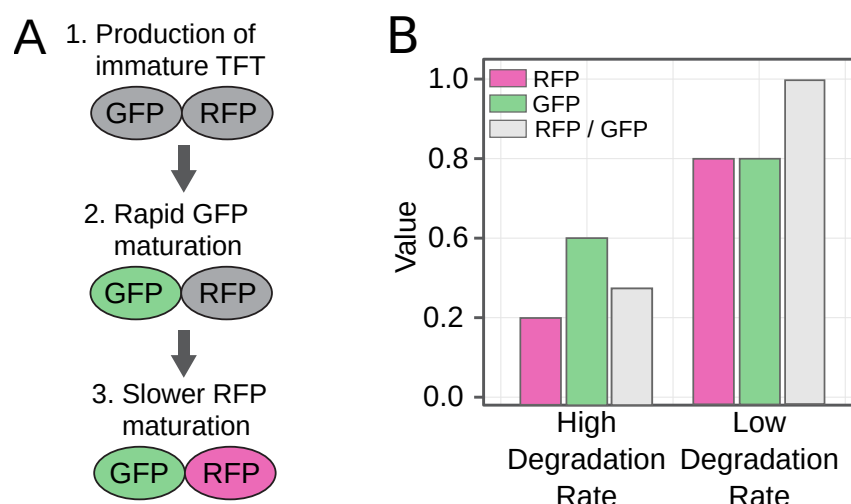 A
1. Production of
immature TFT
GFP RFP
2. Rapid GFP
maturation
GFP RFP
3. Slower RFP
maturation
GFP RFP
B
RFP
GFP
RFP / GFP
Value
1.0
0.8
0.6
0.2
0.0
High
Degradation
Rate
Low
Degradation
Rate